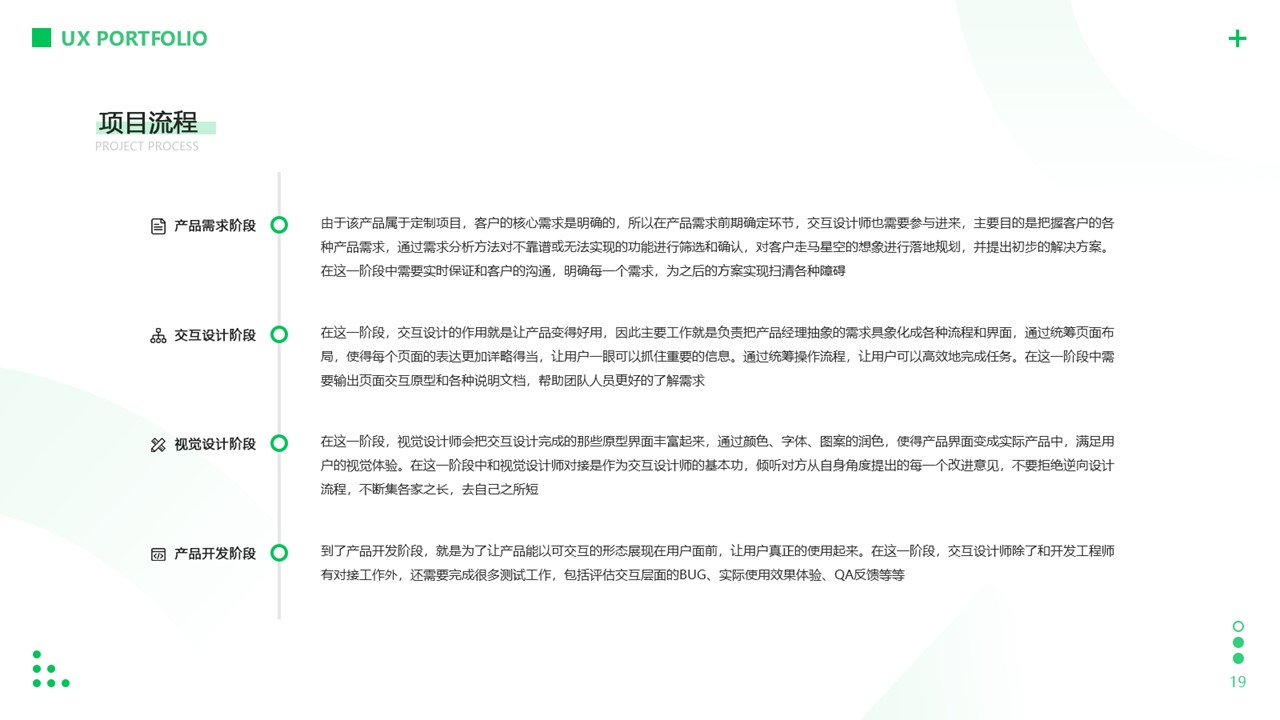 UX PORTFOLIO
项目流程
PROJECT PROCESS
产品需求阶段
由于该产品属于定制项目，客户的核心需求是明确的，所以在产品需求前期确定环节，交互设计师也需要参与进来，主要目的是把握客户的各
种产品需求，通过需求分析方法对不靠谱或无法实现的功能进行筛选和确认，对客户走马星空的想象进行落地规划，并提出初步的解决方案。
在这一阶段中需要实时保证和客户的沟通，明确每一个需求，为之后的方案实现扫清各种障碍
交互设计阶段
在这一阶段，交互设计的作用就是让产品变得好用，因此主要工作就是负责把产品经理抽象的需求具象化成各种流程和界面，通过统筹页面布
局，使得每个页面的表达更加详略得当，让用户一眼可以抓住重要的信息。通过统筹操作流程，让用户可以高效地完成任务。在这一阶段中需
要输出页面交互原型和各种说明文档，帮助团队人员更好的了解需求
视觉设计阶段
在这一阶段，视觉设计师会把交互设计完成的那些原型界面丰富起来，通过颜色、字体、图案的润色，使得产品界面变成实际产品中，满足用
户的视觉体验。在这一阶段中和视觉设计师对接是作为交互设计师的基本功，倾听对方从自身角度提出的每一个改进意见，不要拒绝逆向设计
流程，不断集各家之长，去自己之所短
产品开发阶段
到了产品开发阶段，就是为了让产品能以可交互的形态展现在用户面前，让用户真正的使用起来。在这一阶段，交互设计师除了和开发工程师
有对接工作外，还需要完成很多测试工作，包括评估交互层面的BUG、实际使用效果体验、QA反馈等等
19